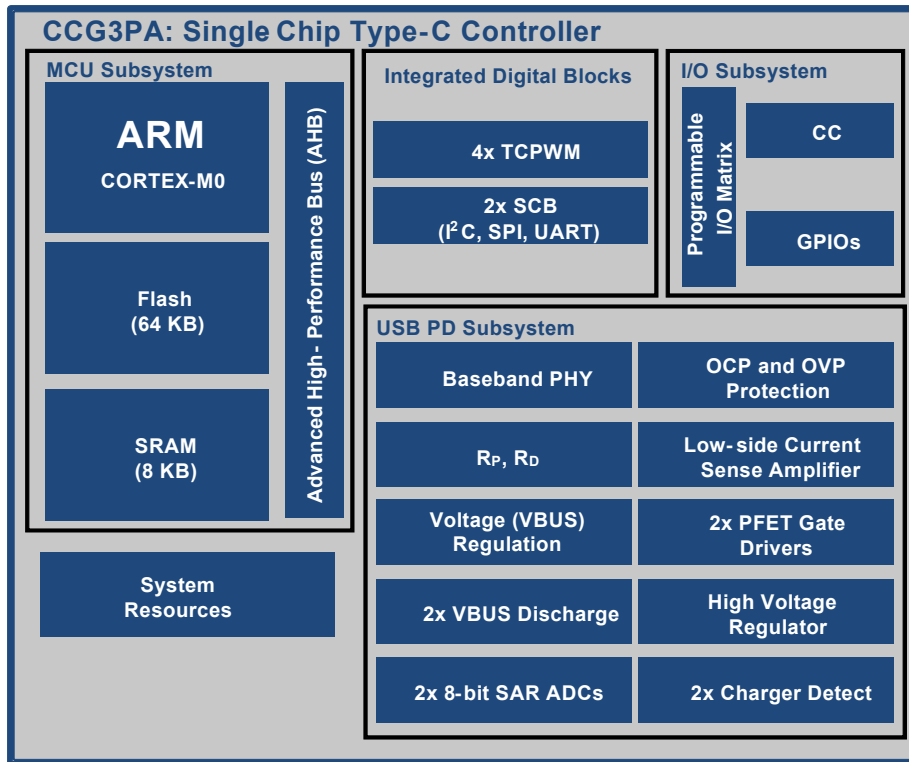 CCG3PA: Single Chip Type-C Controller
MCU Subsystem
ARM
CORTEX-M0
Flash
(64 KB)
SRAM
(8 KB)
Advanced High- Performance Bus (AHB)
System
Resources
Integrated Digital Blocks
4x TCPWM
2x SCB
(I² C, SPI, UART)
I/O Subsystem
Programmable
I/O Matrix
CC
GPIOs
USB PD Subsystem
Baseband PHY
OCP and OVP
Protection
RP, RD
Low-side Current
Sense Amplifier
Voltage (VBUS)
Regulation
2x PFET Gate
Drivers
2x VBUS Discharge
High Voltage
Regulator
2x 8-bit SAR ADCs
2x Charger Detect